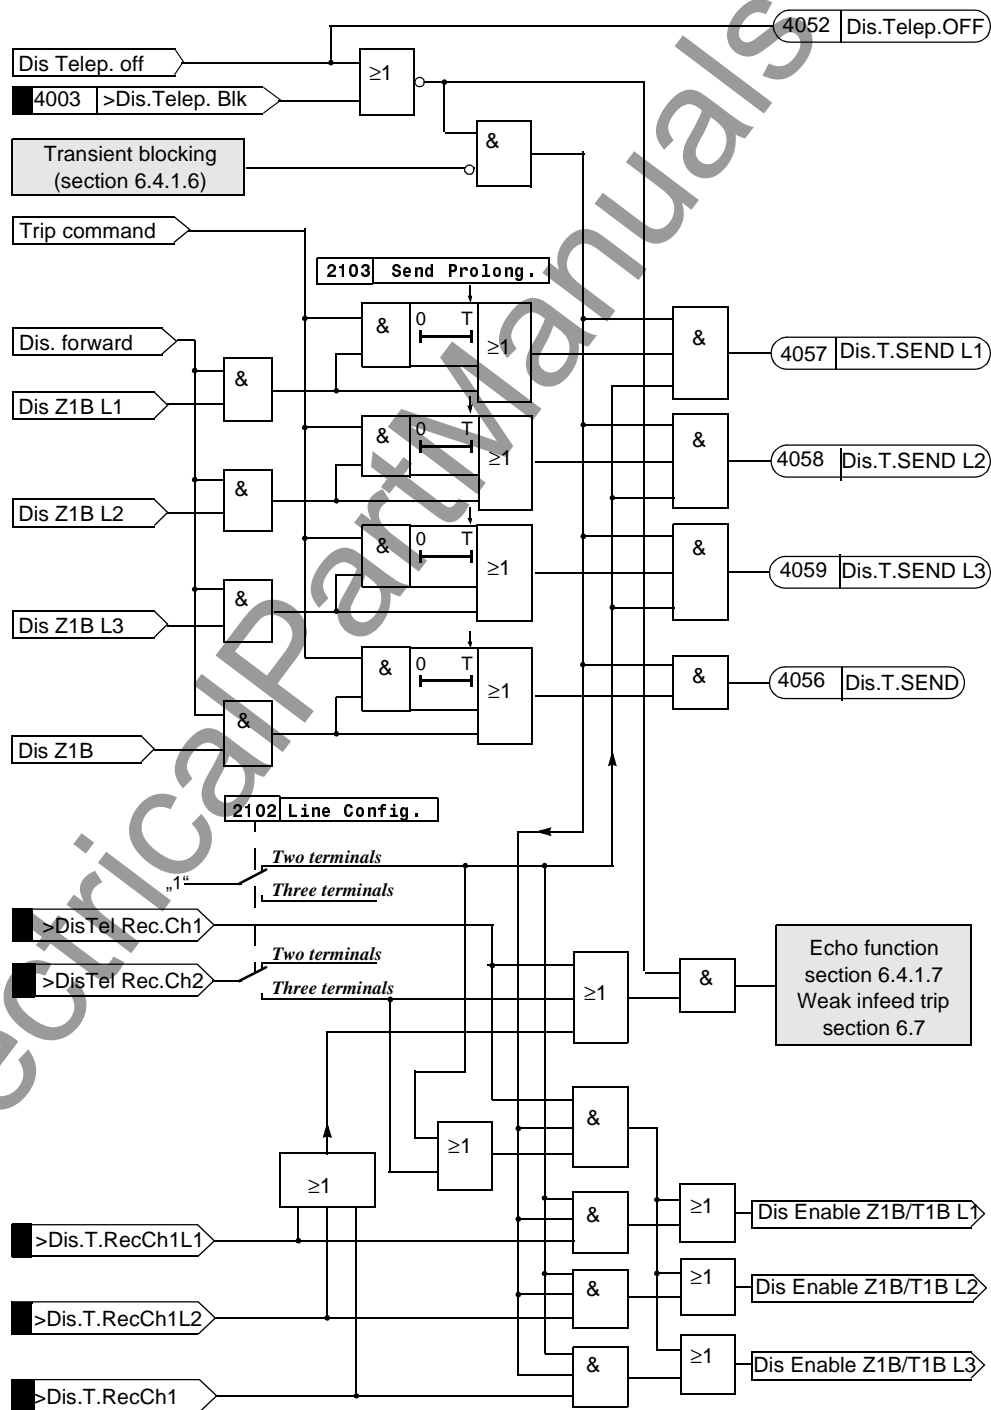 4052 Dis.Telep.OFF
Dis Telep. off
≥1
4003 >Dis.Telep. Blk
&
Transient blocking
(section 6.4.1.6)
Trip command
2103 Send Prolong.
Dis. forward
& 0 T ≥1
&
4057 Dis.T.SEND L1
&
Dis Z1B L1
& 0 T ≥1
&
4058 Dis.T.SEND L2
&
Dis Z1B L2
& 0 T ≥1
&
4059 Dis.T.SEND L3
&
Dis Z1B L3
& 0 T ≥1
&
4056 Dis.T.SEND
&
Dis Z1B
2102 Line Config.
Two terminals
„1“
Three terminals
>DisTel Rec.Ch1
Two terminals
>DisTel Rec.Ch2
Three terminals
≥1
&
Echo function
section 6.4.1.7
Weak infeed trip
section 6.7
&
≥1
≥1
≥1
Dis Enable Z1B/T1B L1
&
>Dis.T.RecCh1L1
≥1
Dis Enable Z1B/T1B L2
&
>Dis.T.RecCh1L2
≥1
Dis Enable Z1B/T1B L3
&
>Dis.T.RecCh1
ectricalPartManuals